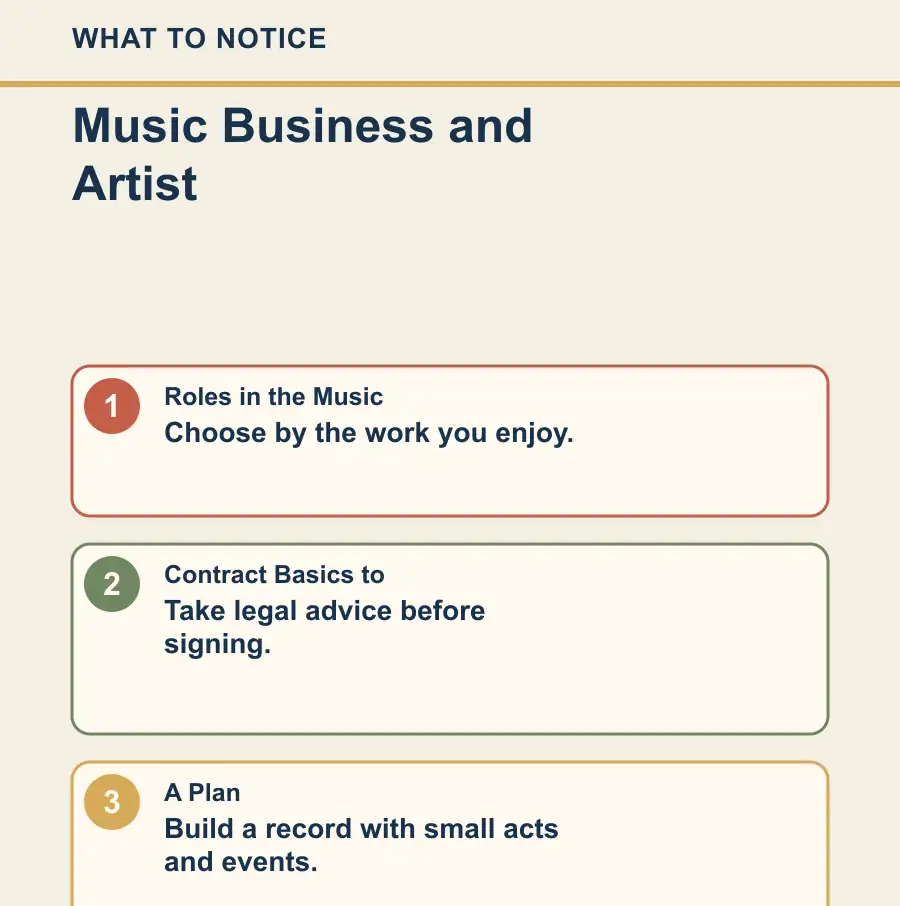 WHAT TO NOTICE
Music Business and
Artist
1
Roles in the Music
Choose by the work you enjoy.
2
Contract Basics to
Take legal advice before
signing.
3
A Plan
Build a record with small acts
and events.